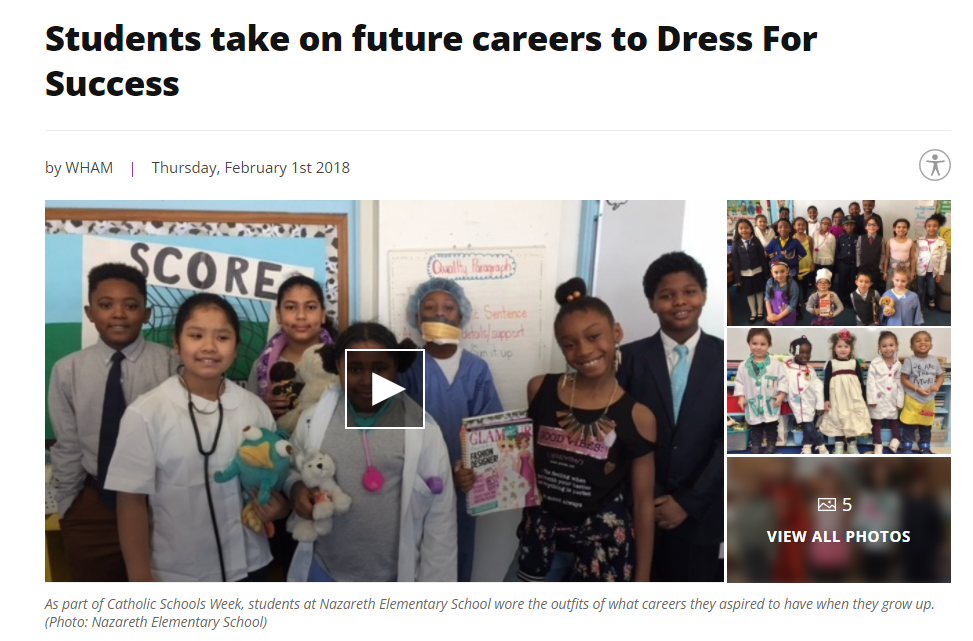 Students take on future careers to Dress For
Success
by WHAM | Thursday, February 1st 2018
SCORE
Quality Paragraph
Sentence
details/support
GLAM
FASHION
DESIGNER
GOOD VIBES
5
VIEW ALL PHOTOS
As part of Catholic Schools Week, students at Nazareth Elementary School wore the outfits of what careers they aspired to have when they grow up.
(Photo: Nazareth Elementary School)